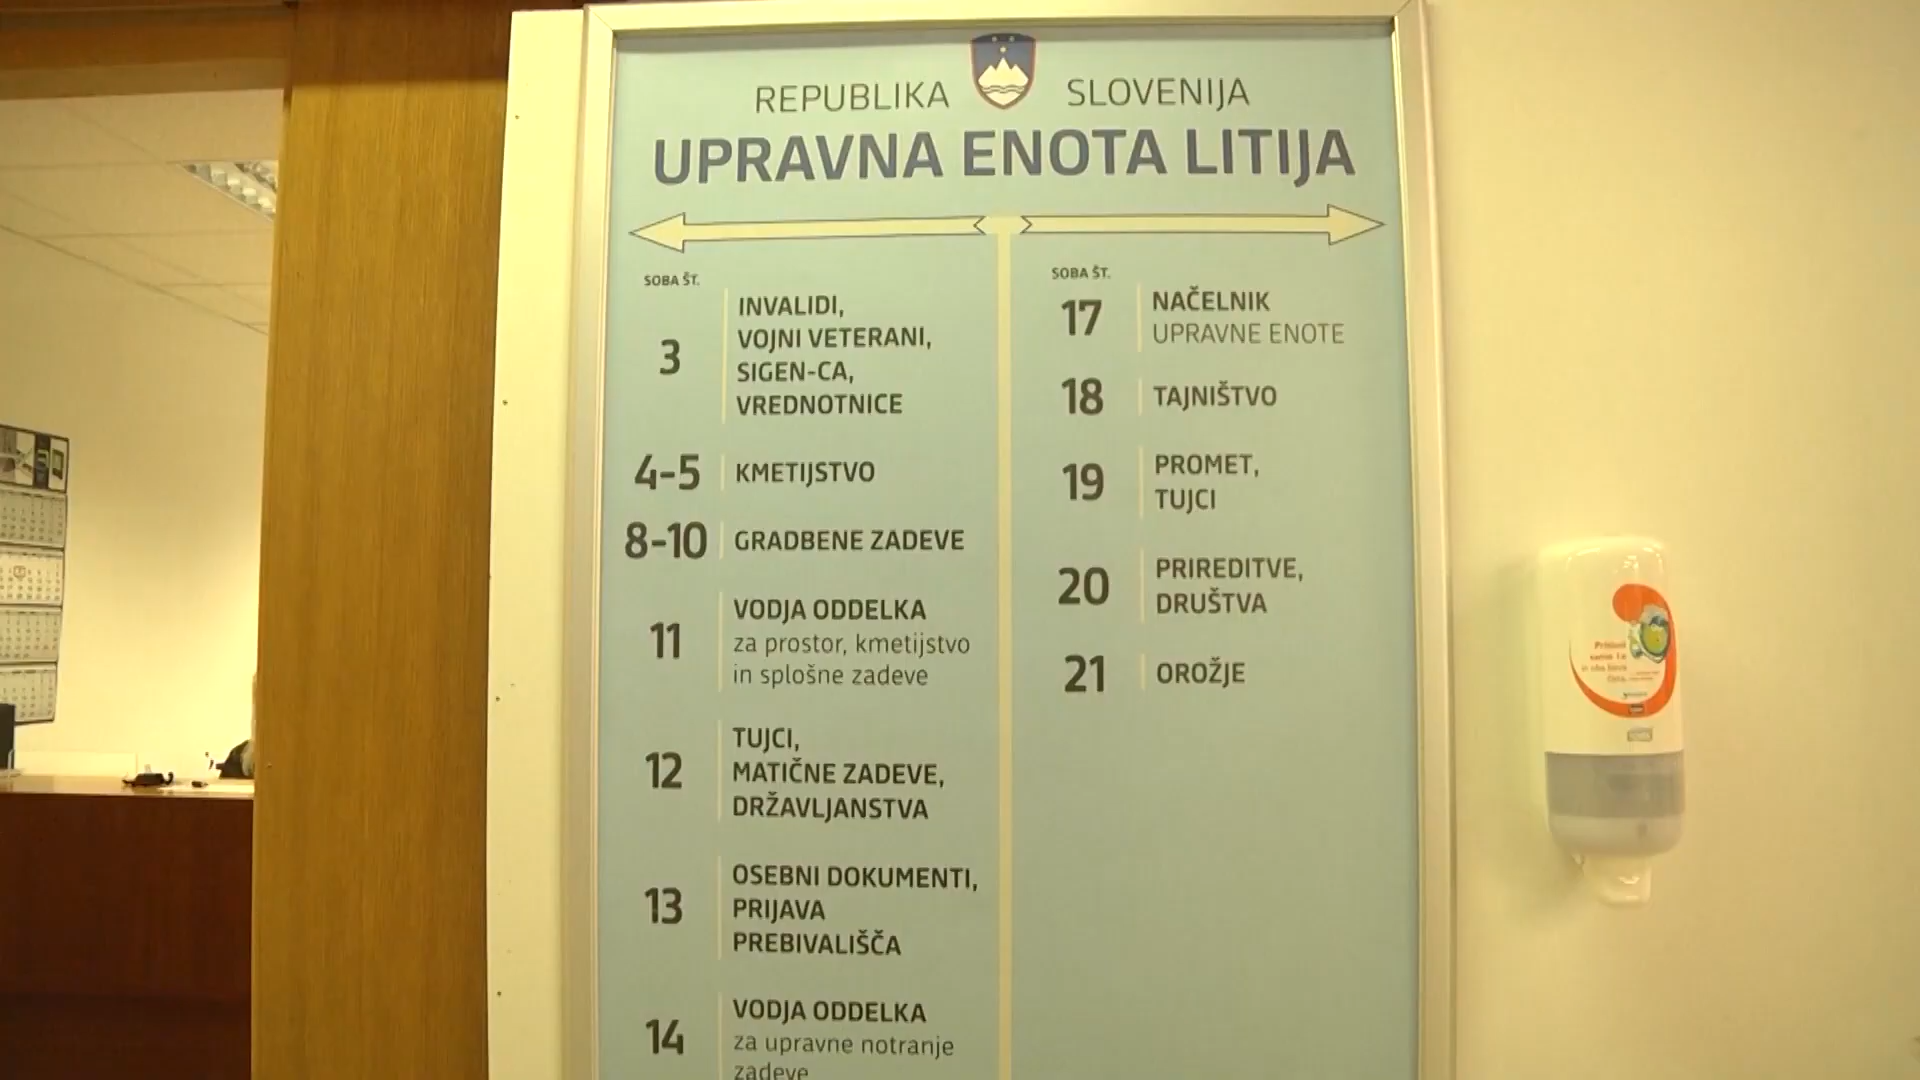 REPUBLIKA SLOVENIJA
UPRAVNA ENOTA LITIJA
SOBA ŠT.
3
INVALIDI,
VOJNI VETERANI,
SIGEN-CA,
VREDNOTNICE
4-5 KMETIJSTVO
8-10 GRADBENE ZADEVE
11
VODJA ODDELKA
za prostor, kmetijstvo
in splošne zadeve
12
TUJCI,
MATIČNE ZADEVE,
DRŽAVLJANSTVA
13
OSEBNI DOKUMENTI,
PRIJAVA
PREBIVALIŠČA
14
VODJA ODDELKA
za upravne notranje
zadeve
SOBA ŠT.
17
NAČELNIK
UPRAVNE ENOTE
18 TAJNIŠTVO
19
PROMET,
TUJCI
20
PRIREDITVE,
DRUŠTVA
21 OROŽJE